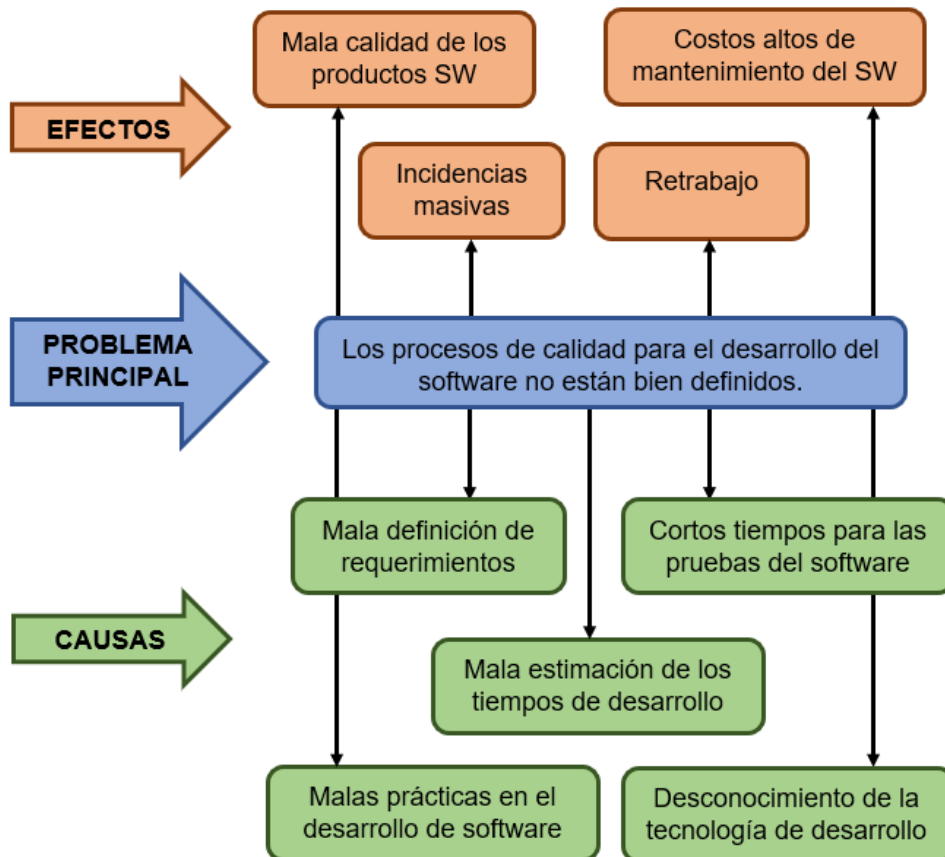 Mala calidad de los
productos SW
Costos altos de
mantenimiento del SW
EFECTOS
Incidencias
masivas
Retrabajo
PROBLEMA
PRINCIPAL
Los procesos de calidad para el desarrollo del
software no están bien definidos.
Mala definición de
requerimientos
Cortos tiempos para las
pruebas del software
CAUSAS
Mala estimación de los
tiempos de desarrollo
Malas prácticas en el
desarrollo de software
Desconocimiento de la
tecnología de desarrollo